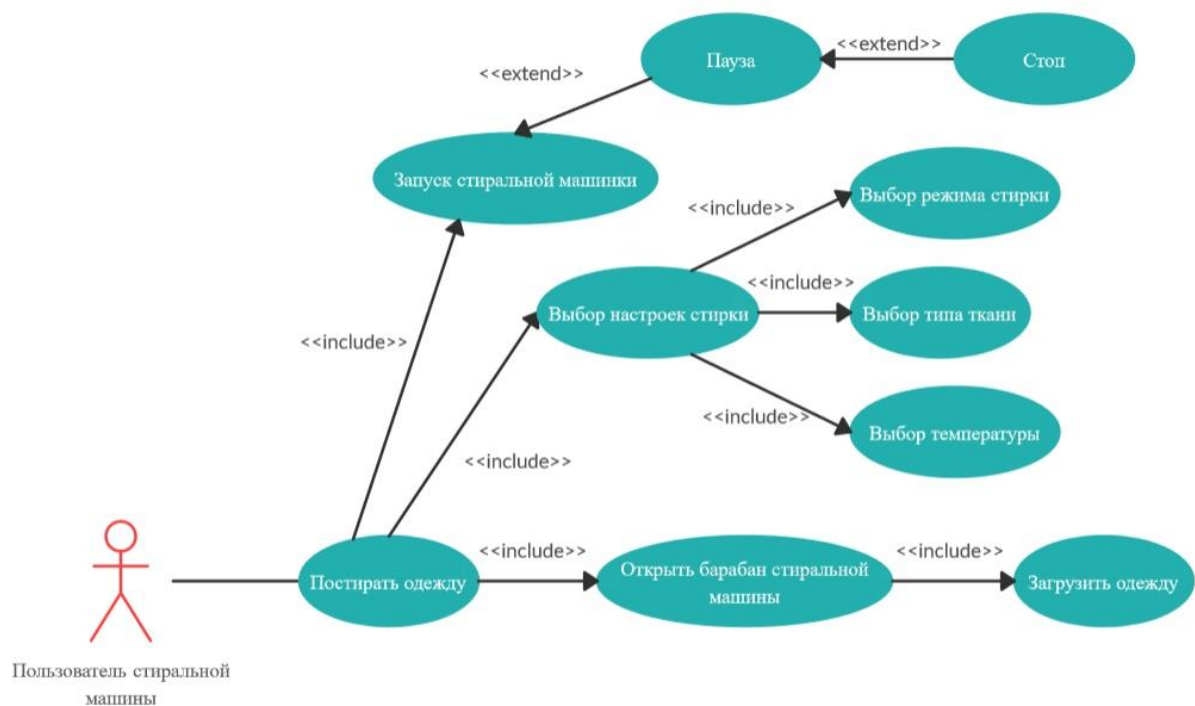 <<extend>>
Пауза
<<extend>>
Стоп
Запуск стиральной машинки
<<include>>
Выбор режима стирки
<<include>>
Выбор настроек стирки
<<include>>
Выбор типа ткани
<<include>>
Выбор температуры
<<include>>
<<include>>
Постирать одежду
<<include>>
Открыть барабан стиральной
машины
<<include>>
Загрузить одежду
Пользователь стиральной
машины